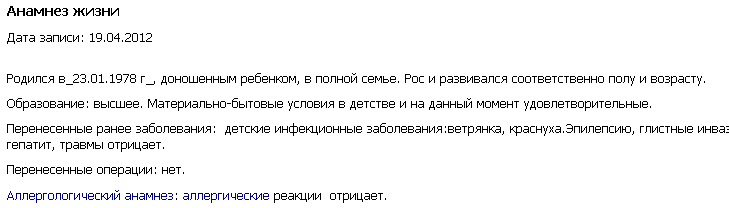 Анамнез жизни
Дата записи: 19.04.2012
Родился в_23.01.1978 г_, доношенным ребенком, в полной семье. Рос и развивался соответственно полу и возрасту.
Образование: высшее. Материально-бытовые условия в детстве и на данный момент удовлетворительные.
Перенесенные ранее заболевания:  детские инфекционные заболевания:ветрянка, краснуха.Эпилепсию, глистные инваз
гепатит, травмы отрицает.
Перенесенные операции: нет.
Аллергологический анамнез: аллергические реакции  отрицает.